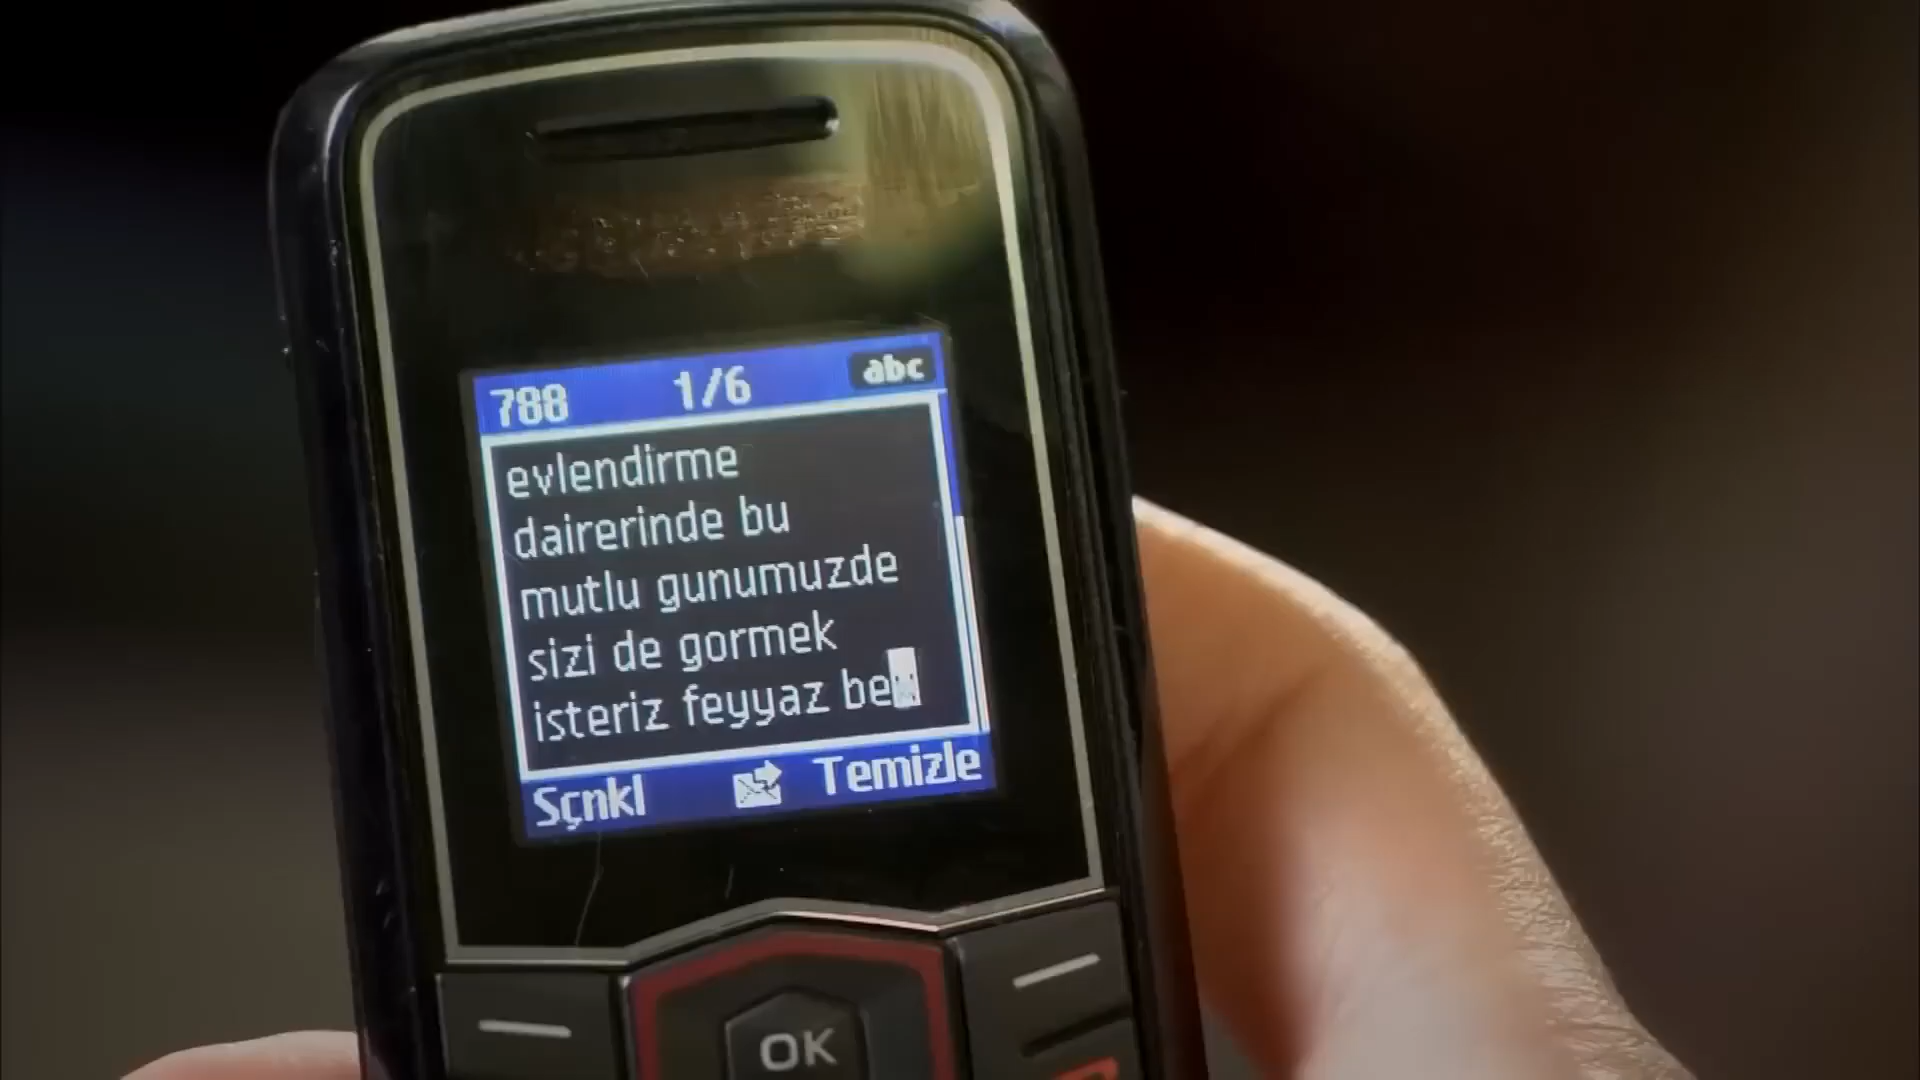 788 1/6 abc
evlendirme
dairerinde bu
mutlu gunumuzde
sizi de gormek
isteriz feyyaz be
Sçnkl Temizle
OK